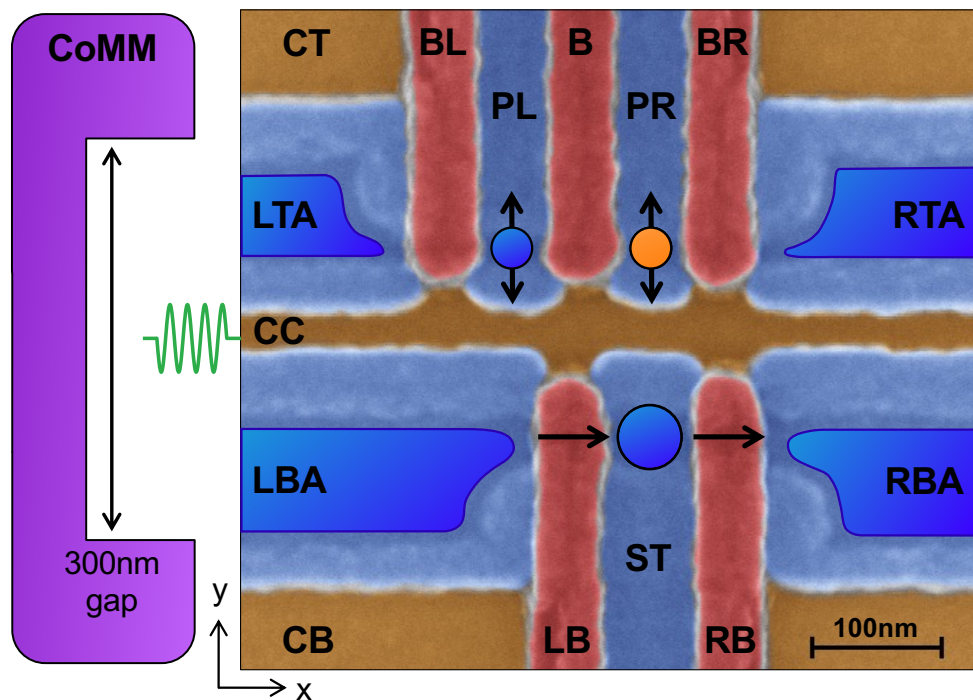 CoMM
CT
BL
B
BR
PL
PR
LTA
RTA
CC
LBA
RBA
300nm
gap
ST
y
CB
LB
RB
100nm
x